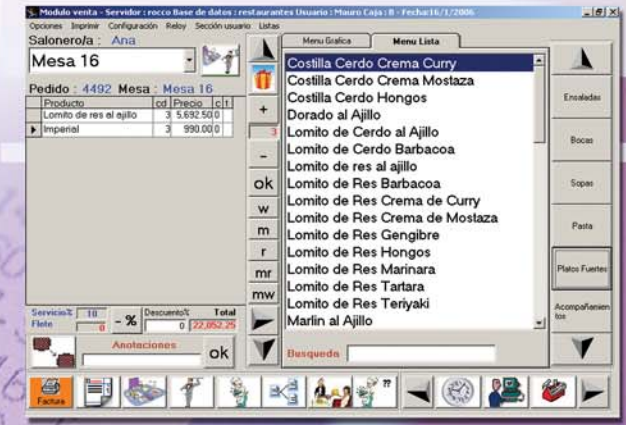 Modulo venta - Servidor : rocco Base de datos : restaurantes Usuario : Mauro Caja : 8 - Fecha:16/1/2006
Opciones Imprimir Configuración Reloy Sección usuario Listas
Salonero/a : Ana
Mesa 16
Pedido : 4492 Mesa : Mesa 16
Producto cd Precio c t
Lomito de res al ajillo 3 5,692.50 0
Imperial 3 990.00 0
Servicio% 10
Flete 0
- %
Descuento% Total
0 22,052.25
Anotaciones
ok
+
3
-
ok
w
m
r
mr
mw
Menu Grafica Menu Lista
Costilla Cerdo Crema Curry
Costilla Cerdo Crema Mostaza
Costilla Cerdo Hongos
Dorado al Ajillo
Lomito de Cerdo al Ajillo
Lomito de Cerdo Barbacoa
Lomito de res al ajillo
Lomito de Res Barbacoa
Lomito de Res Crema de Curry
Lomito de Res Crema de Mostaza
Lomito de Res Gengibre
Lomito de Res Hongos
Lomito de Res Marinara
Lomito de Res Tartara
Lomito de Res Teriyaki
Marlin al Ajillo
Busqueda
Ensaladas
Bocas
Sopas
Pasta
Platos Fuertes
Acompañamien
tos
Factura
??